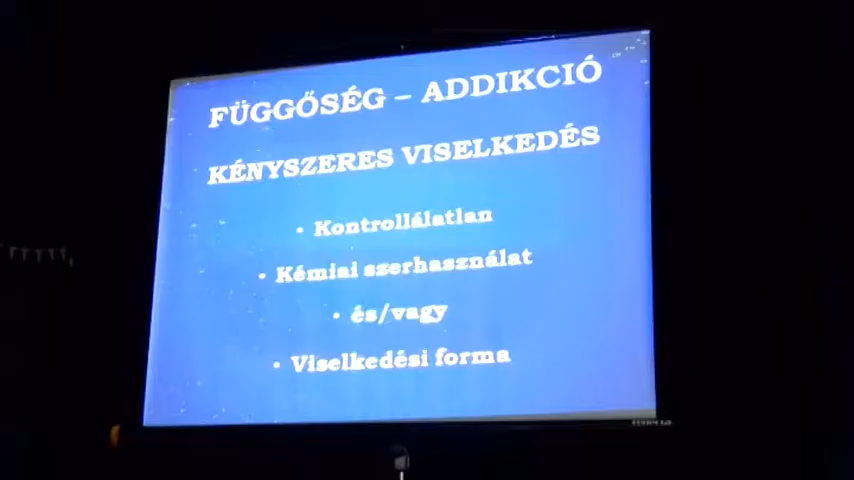 FÜGGŐSÉG – ADDIKCIÓ
KÉNYSZERES VISELKEDÉS
• Kontrollálatlan
• Kémiai szerhasználat
• és/vagy
• Viselkedési forma